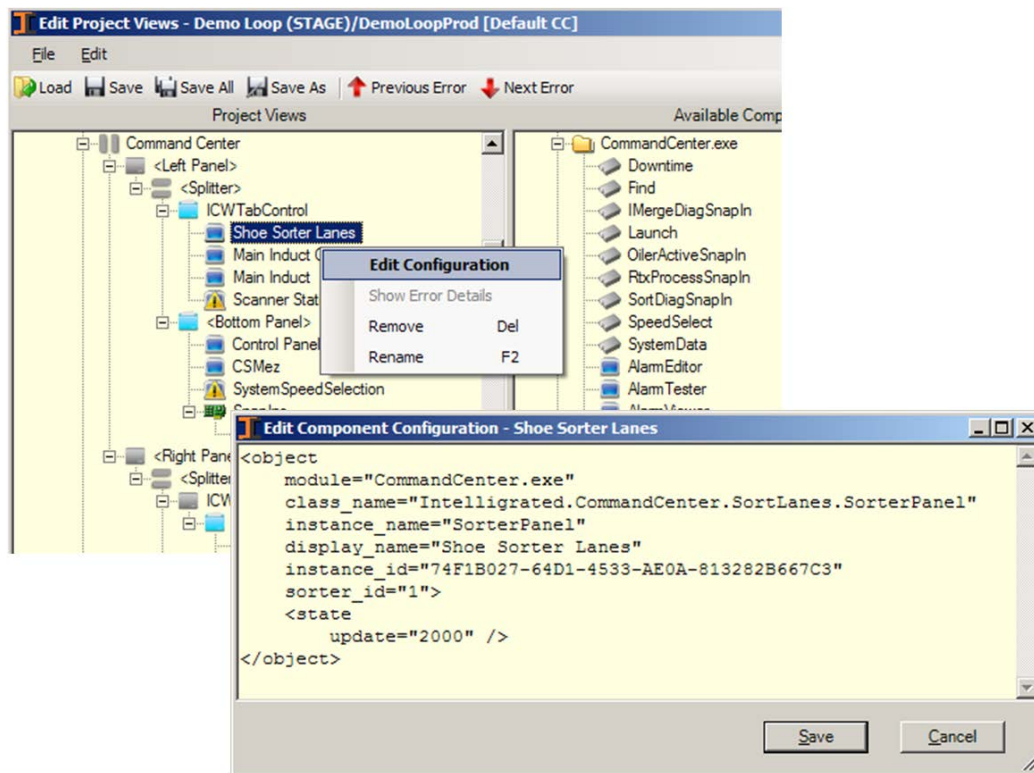 Edit Project Views - Demo Loop (STAGE)/DemoLoopProd [Default CC]
File Edit
Load Save Save All Save As Previous Error Next Error
Project Views
Command Center
<Left Panel>
<Splitter>
ICWTabControl
Shoe Sorter Lanes
Main Induct
Main Induct
Scanner
<Bottom Panel>
Control Panel
CSMez
SystemSpeedSelection
<Right
<Splitter
Edit Configuration
Show Error Details
Remove Del
Rename F2
Available
CommandCenter.exe
Downtime
Find
IMergeDiagSnapIn
Launch
OilerActiveSnapIn
RtxProcessSnapIn
SortDiagSnapIn
SpeedSelect
SystemData
AlarmEditor
AlarmTester
Edit Component Configuration - Shoe Sorter Lanes
<object
module="CommandCenter.exe"
class_name="Intelligrated.CommandCenter.SortLanes.SorterPanel"
instance_name="SorterPanel"
display_name="Shoe Sorter Lanes"
instance_id="74F1B027-64D1-4533-AE0A-813282B667C3"
sorter_id="1">
<state
update="2000" />
</object>
Save Cancel